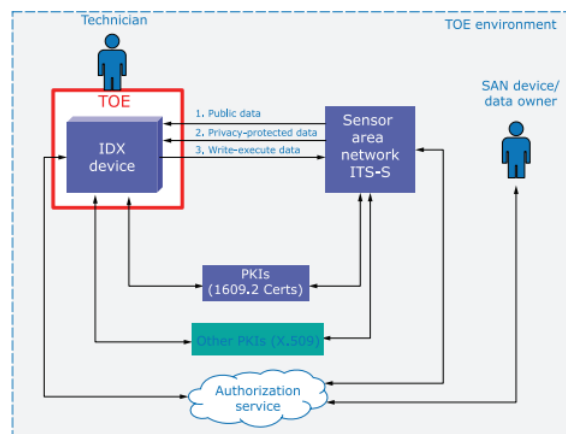 Technician
TOE environment
TOE
SAN device/
data owner
IDX
device
1. Public data
2. Privacy-protected data
3, Write-execute data
Sensor
area
network
ITS-S
PKIs
(1609.2 Certs)
Other PKIs (X.509)
Authorization
service